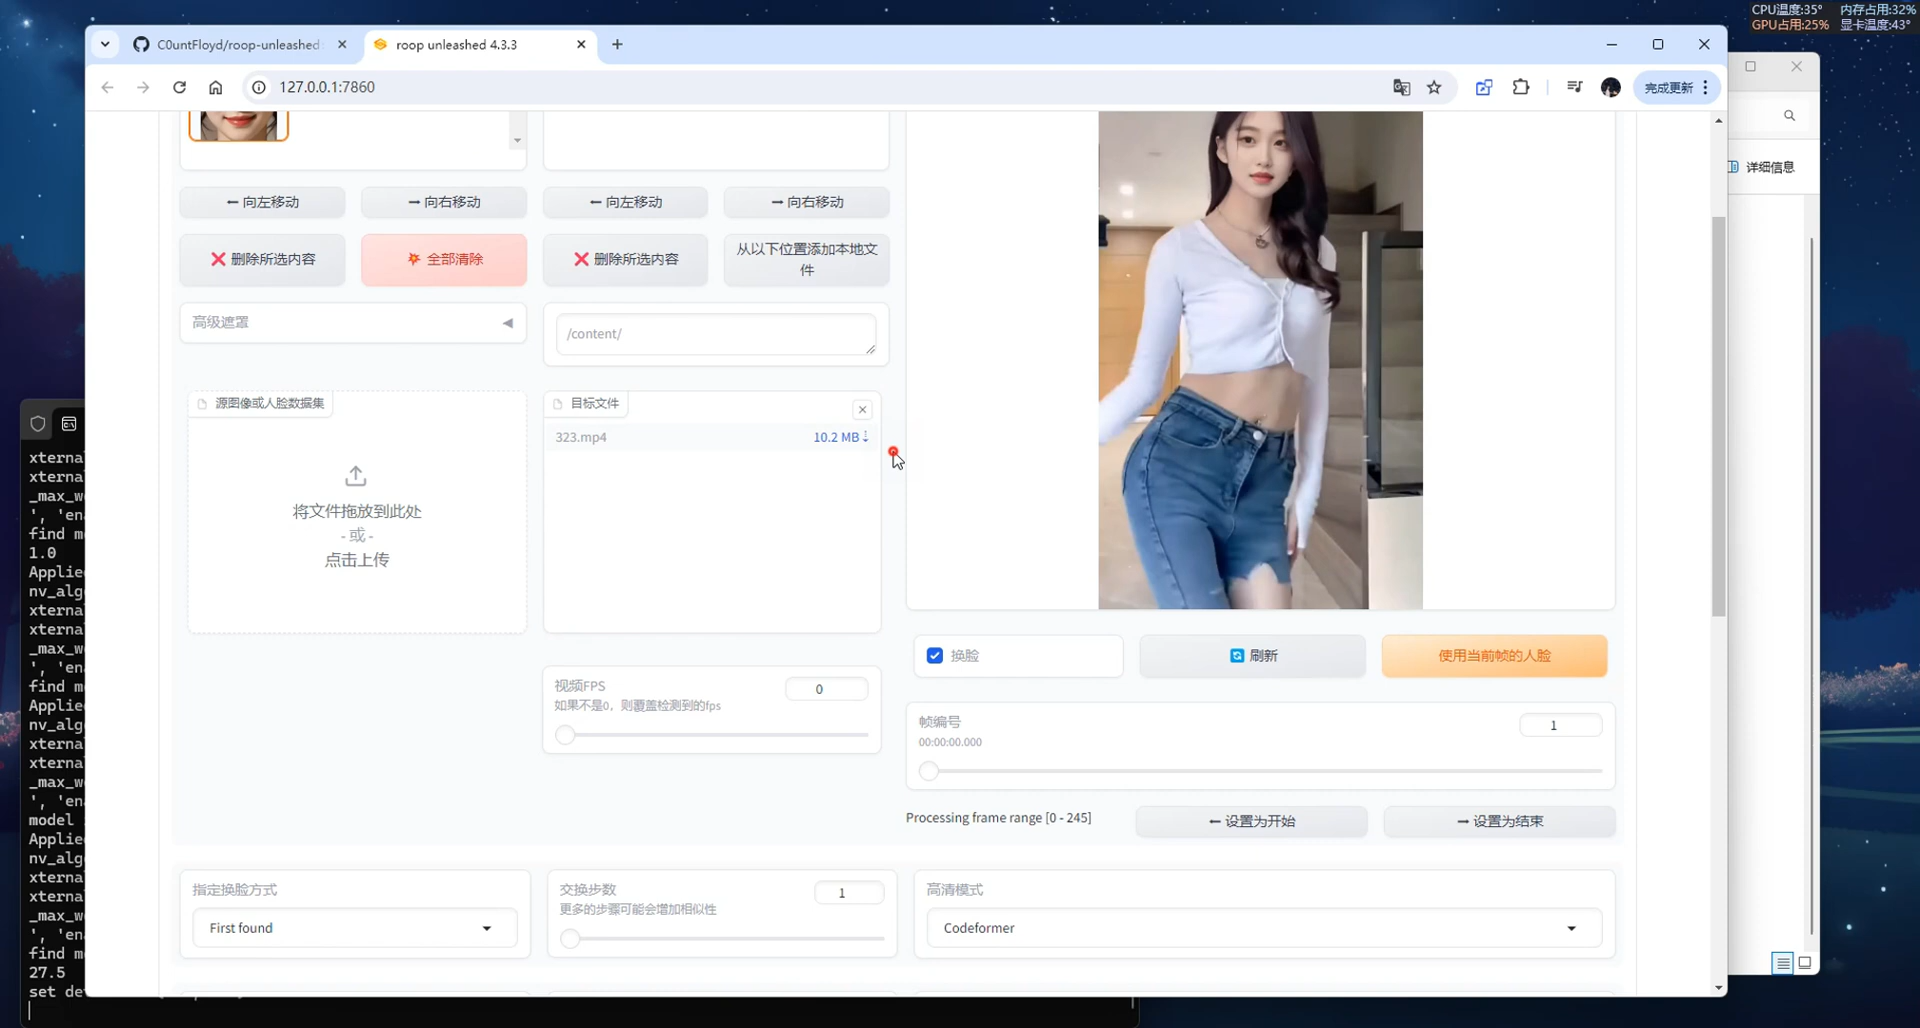 CPU温度:35° 内存占用:32%
GPU占用:25% 显卡温度:43°
C0untFloyd/roop-unleashed:
roop unleashed 4.3.3
127.0.0.1:7860
完成更新
详细信息
←向左移动
→向右移动
←向左移动
→向右移动
删除所选内容
全部清除
删除所选内容
从以下位置添加本地文
件
高级遮罩
/content/
源图像或人脸数据集
将文件拖放到此处
- 或 -
点击上传
目标文件
323.mp4
10.2 MB↓
换脸
刷新
使用当前帧的人脸
视频FPS
0
如果不是0，则覆盖检测到的fps
帧编号
1
00:00:00.000
Processing frame range [0 - 245]
←设置为开始
→设置为结束
指定换脸方式
First found
交换步数
1
更多的步骤可能会增加相似性
高清模式
Codeformer
xterna
xterna
_max_w
', 'ena
find m
1.0
Applie
nv_alg
xterna
xterna
_max_w
', 'ena
find m
Applie
nv_alg
xterna
xterna
_max_w
', 'ena
model
Applie
nv_alg
xterna
xterna
_max_w
', 'ena
find m
27.5
set de